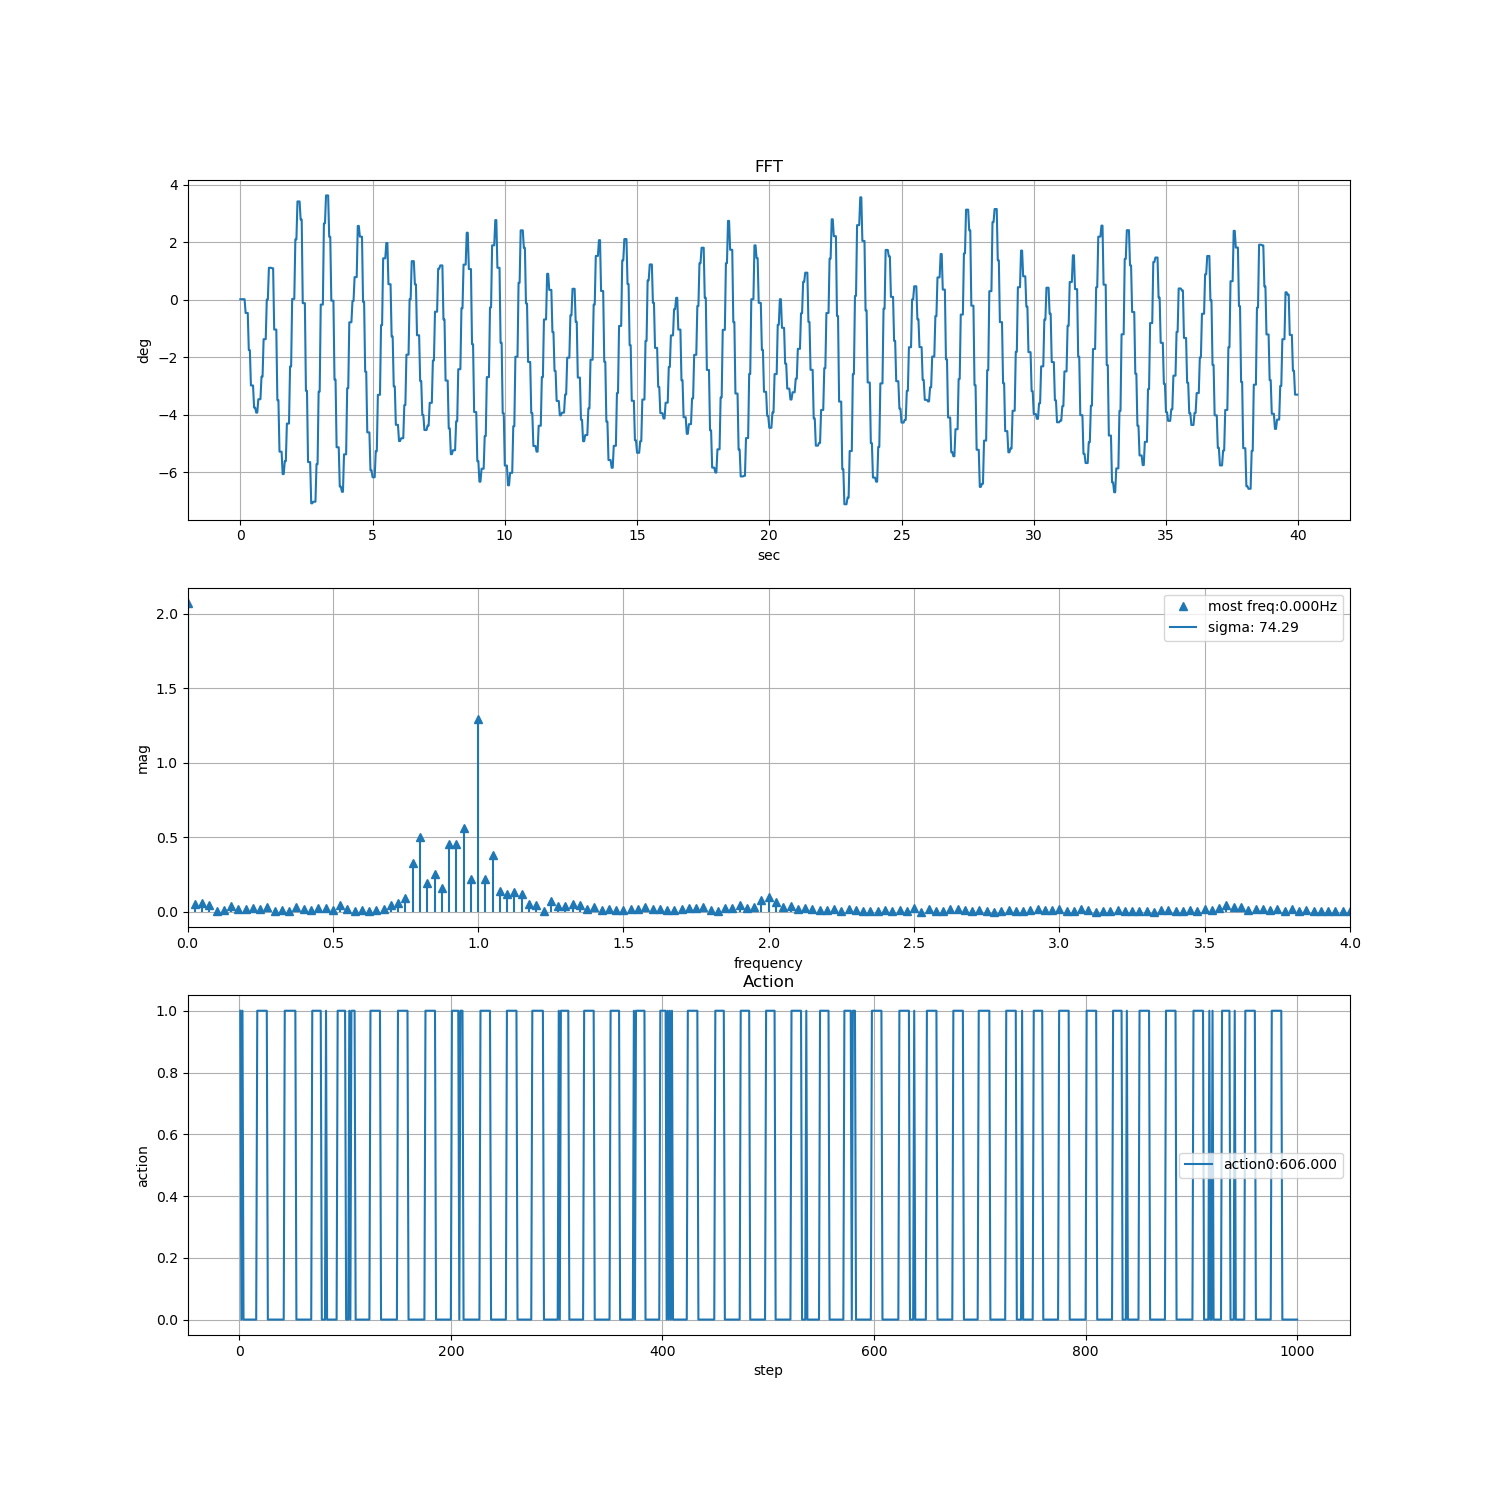 FFT
4
2
0
−2
−4
−6
deg
0 5 10 15 20 25 30 35 40
sec
2.0
1.5
1.0
0.5
0.0
mag
most freq:0.000Hz
sigma: 74.29
0.0 0.5 1.0 1.5 2.0 2.5 3.0 3.5 4.0
frequency
Action
1.0
0.8
0.6
0.4
0.2
0.0
action
action0:606.000
0 200 400 600 800 1000
step